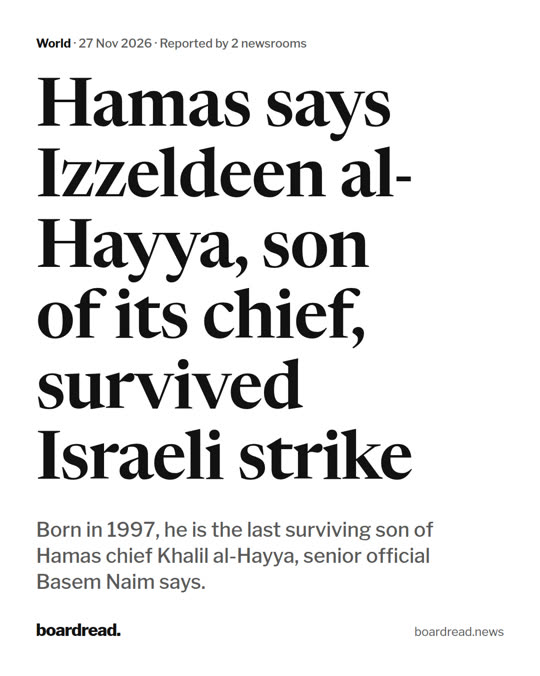 World · 27 Nov 2026 · Reported by 2 newsrooms
Hamas says
Izzeldeen al-
Hayya, son
of its chief,
survived
Israeli strike
Born in 1997, he is the last surviving son of
Hamas chief Khalil al-Hayya, senior official
Basem Naim says.
boardread.
boardread.news